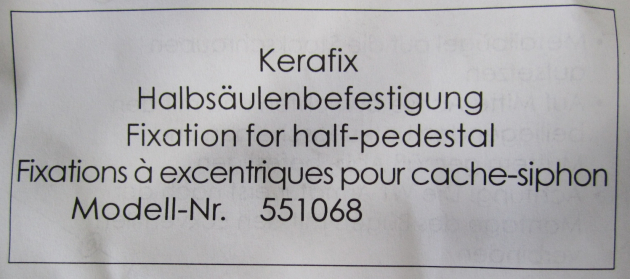 Kerafix
Halbsäulenbefestigung
Fixation for half-pedestal
Fixations à excentriques pour cache-siphon
Modell-Nr. 551068